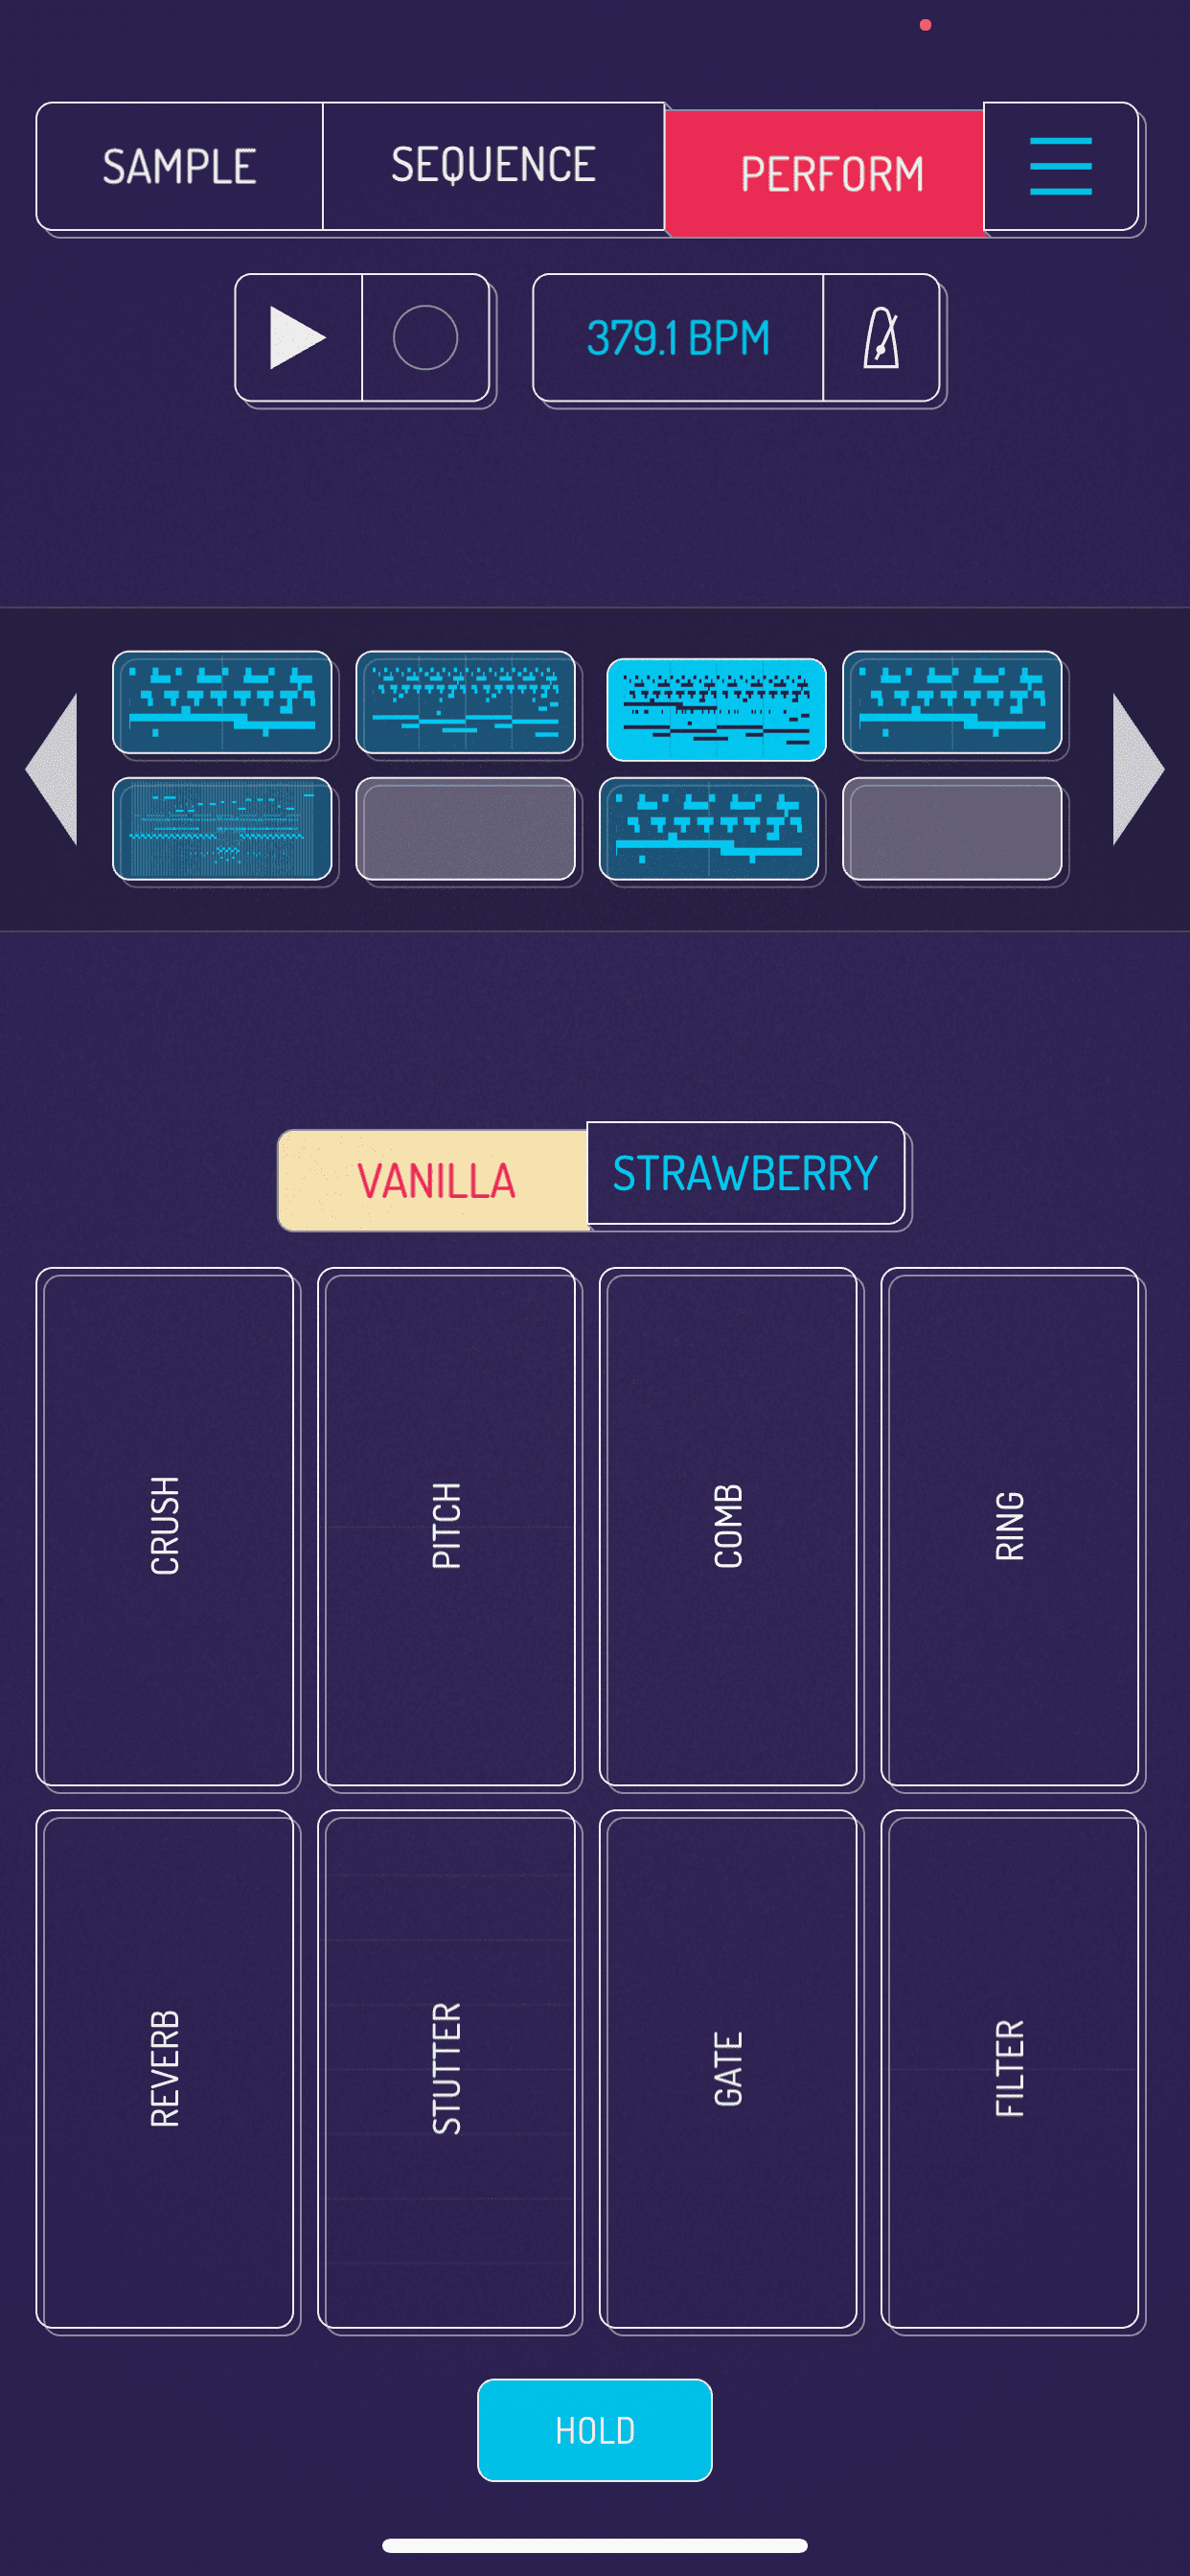 SAMPLE
SEQUENCE
PERFORM
379.1 BPM
VANILLA
STRAWBERRY
CRUSH
PITCH
COMB
RING
REVERB
STUTTER
GATE
FILTER
HOLD